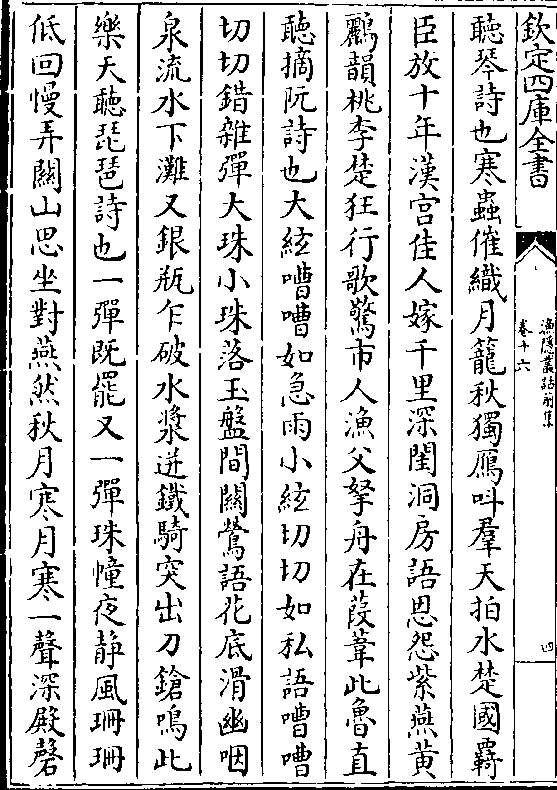 欽定四庫全書
漁隱叢話前集
卷十六
四
聽琴詩也寒蟲催織月籠秋獨鴈呌羣天拍水楚國羇
臣放十年漢宫佳人嫁千里深閨洞房語恩怨紫燕黄
鸝韻桃李楚狂行歌驚市人漁父拏舟在葭葦此魯直
聽摘阮詩也大絃嘈嘈如急雨小絃切切如私語嘈嘈
切切錯雜彈大珠小珠落玉盤間關鶯語花底滑幽咽
泉流水下灘又銀瓶乍破水漿迸鐵騎突出刀鎗鳴此
樂天聽琵琶詩也一彈既罷又一彈珠幢夜静風珊珊
低回慢弄關山思坐對燕然秋月寒月寒一聲深殿磬